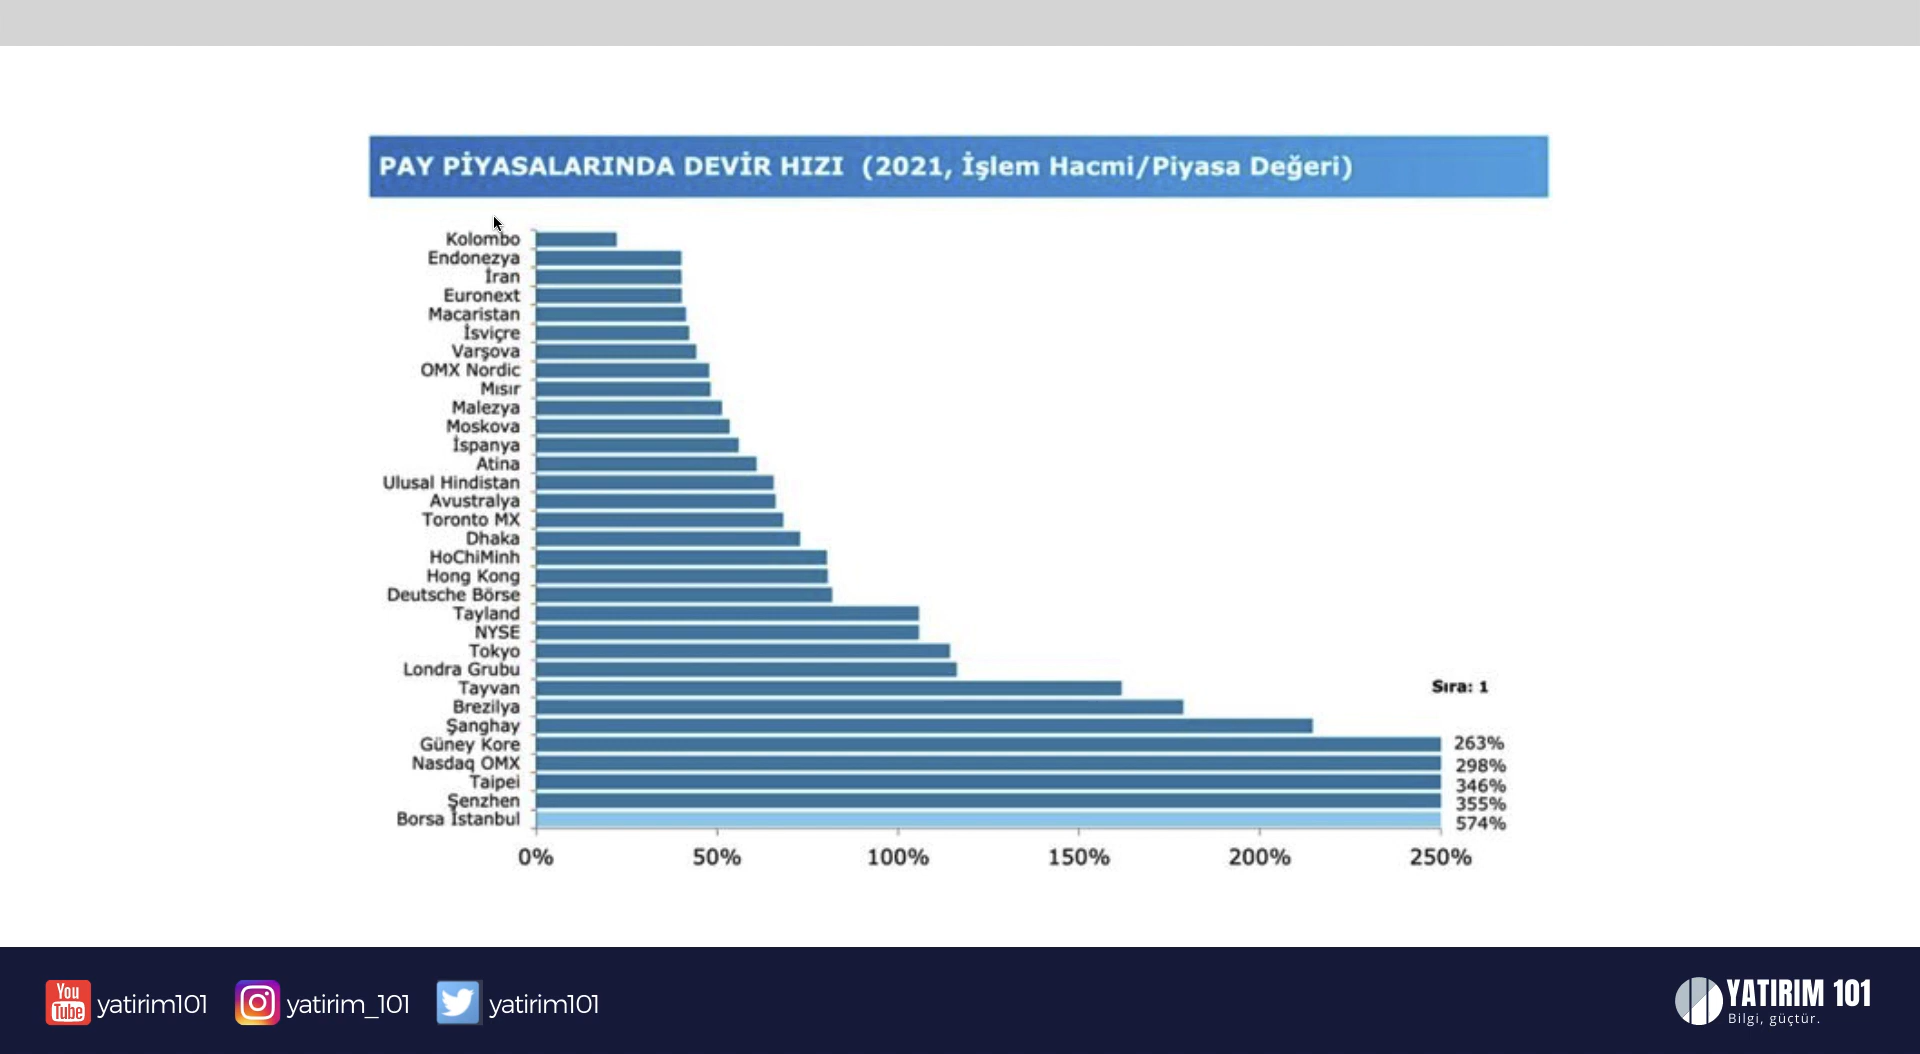 PAY PİYASALARINDA DEVİR HIZI (2021, İşlem Hacmi/Piyasa Değeri)
Kolombo
Endonezya
İran
Euronext
Macaristan
İsviçre
Varşova
OMX Nordic
Mısır
Malezya
Moskova
İspanya
Atina
Ulusal Hindistan
Avustralya
Toronto MX
Dhaka
HoChiMinh
Hong Kong
Deutsche Börse
Tayland
NYSE
Tokyo
Londra Grubu
Tayvan
Sıra: 1
Brezilya
Şanghay
Güney Kore 263%
Nasdaq OMX 298%
Taipei 346%
Şenzhen 355%
Borsa İstanbul 574%
0% 50% 100% 150% 200% 250%
You Tube yatirim101 yatirim_101 yatirim101
YATIRIM 101
Bilgi, güçtür.